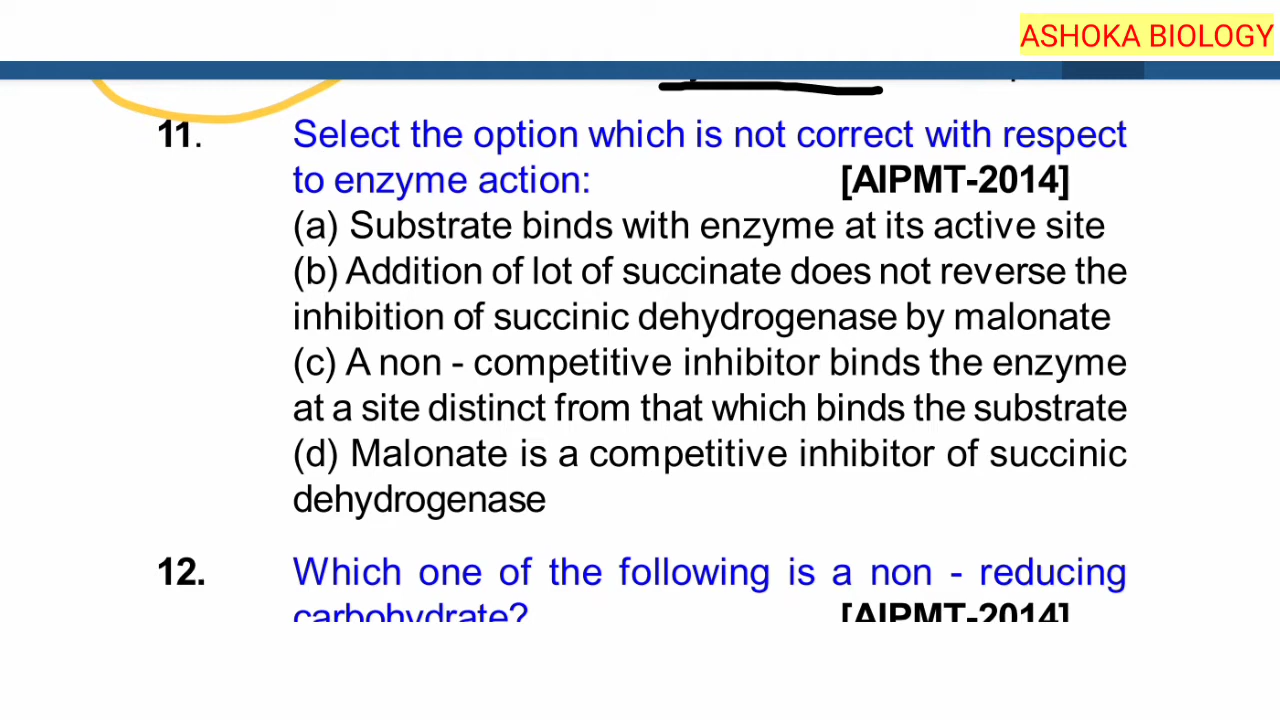 ASHOKA BIOLOGY
11. Select the option which is not correct with respect
to enzyme action: [AIPMT-2014]
(a) Substrate binds with enzyme at its active site
(b) Addition of lot of succinate does not reverse the
inhibition of succinic dehydrogenase by malonate
(c) A non - competitive inhibitor binds the enzyme
at a site distinct from that which binds the substrate
(d) Malonate is a competitive inhibitor of succinic
dehydrogenase
12. Which one of the following is a non - reducing
carbohydrate? [AIPMT-2014]